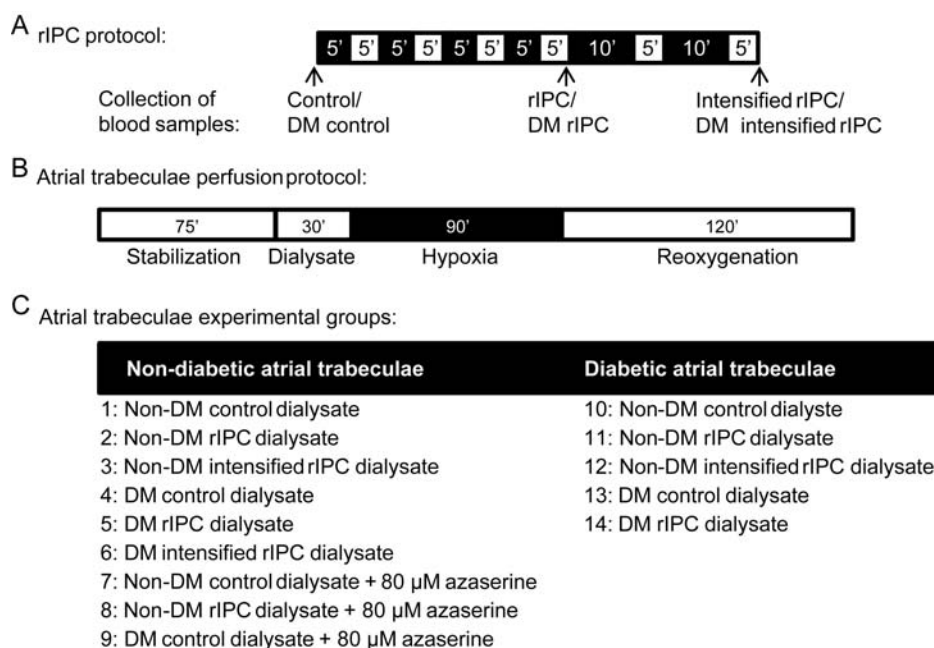 A rIPC protocol:
5' 5' 5' 5' 5' 5' 5' 5' 10' 5' 10' 5'
Collection of blood samples:
Control/ DM control
rIPC/ DM rIPC
Intensified rIPC/ DM intensified rIPC
B Atrial trabeculae perfusion protocol:
75' 30' 90' 120'
Stabilization Dialysate Hypoxia Reoxygenation
C Atrial trabeculae experimental groups:
Non-diabetic atrial trabeculae
1: Non-DM control dialysate
2: Non-DM rIPC dialysate
3: Non-DM intensified rIPC dialysate
4: DM control dialysate
5: DM rIPC dialysate
6: DM intensified rIPC dialysate
7: Non-DM control dialysate + 80 µM azaserine
8: Non-DM rIPC dialysate + 80 µM azaserine
9: DM control dialysate + 80 µM azaserine
Diabetic atrial trabeculae
10: Non-DM control dialyste
11: Non-DM rIPC dialysate
12: Non-DM intensified rIPC dialysate
13: DM control dialysate
14: DM rIPC dialysate